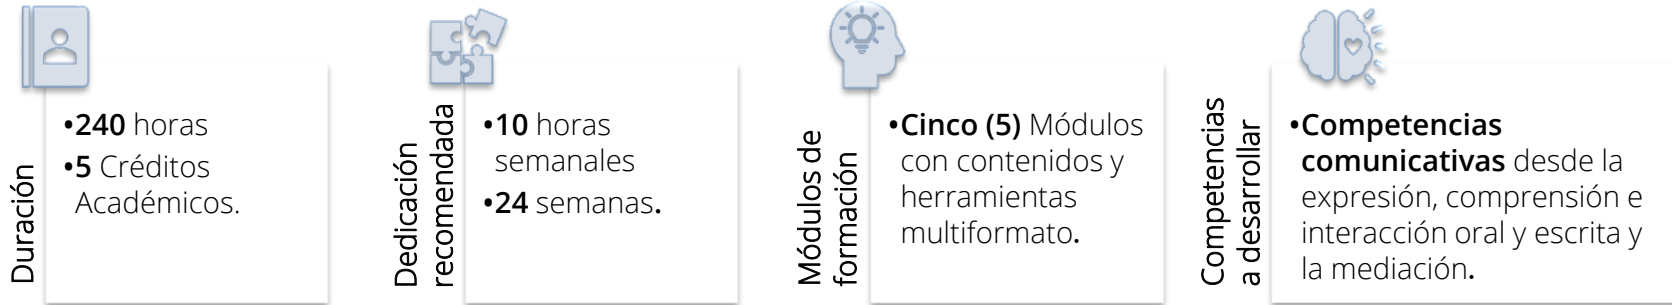 Duración
•240 horas
•5 Créditos
Académicos.
Dedicación
recomendada
•10 horas
semanales
•24 semanas.
Módulos de
formación
•Cinco (5) Módulos
con contenidos y
herramientas
multiformato.
Competencias
a desarrollar
•Competencias
comunicativas desde la
expresión, comprensión e
interacción oral y escrita y
la mediación.